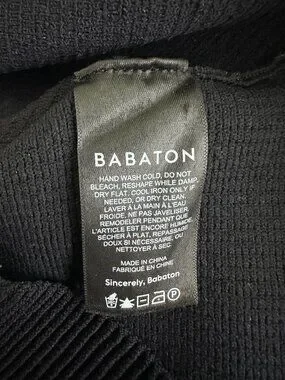 BABATON
HAND WASH COLD, DO NOT
BLEACH, RESHAPE WHILE DAMP,
DRY FLAT. COOL IRON ONLY IF
NEEDED, OR DRY CLEAN.
LAVER À LA MAIN À L'EAU
FROIDE. NE PAS JAVELISER,
REMODELER PENDANT QUE
L'ARTICLE EST ENCORE HUMIDE,
SÉCHER À PLAT. REPASSAGE
DOUX SI NÉCESSAIRE, OU
NETTOYER À SEC.
MADE IN CHINA
FABRIQUÉ EN CHINE
Sincerely, Babaton
P